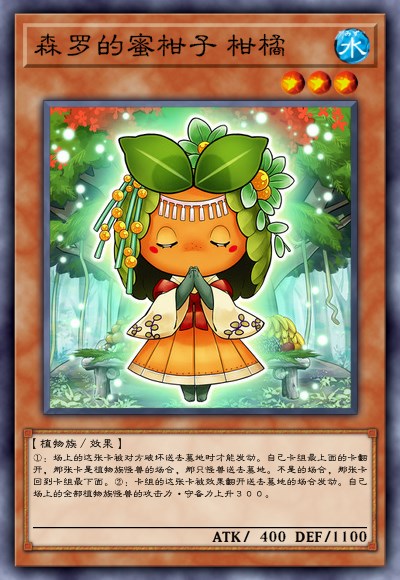 森罗的蜜柑子 柑橘
水
【植物族／效果】
①：场上的这张卡被对方破坏送去墓地时才能发动。自己卡组最上面的卡翻
开，那张卡是植物族怪兽的场合，那只怪兽送去墓地。不是的场合，那张卡
回到卡组最下面。②：卡组的这张卡被效果翻开送去墓地的场合发动。自己
场上的全部植物族怪兽的攻击力·守备力上升３００。
ATK/ 400 DEF/1100